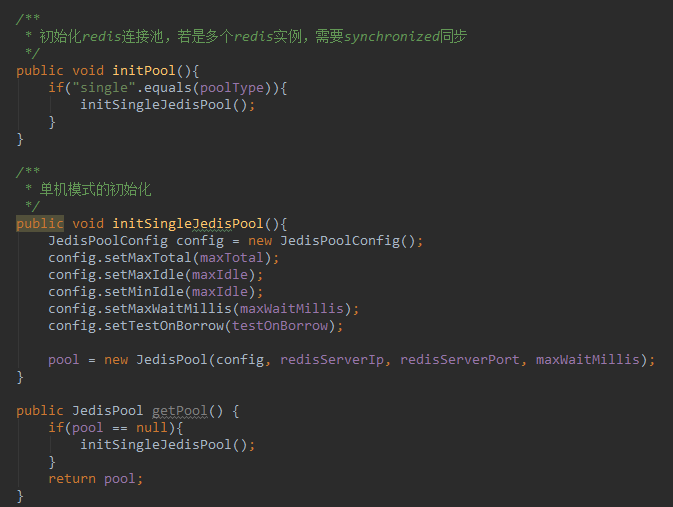 /**
 * 初始化redis连接池，若是多个redis实例，需要synchronized同步
 */
public void initPool(){
    if("single".equals(poolType)){
        initSingleJedisPool();
    }
}
/**
 * 单机模式的初始化
 */
public void initSingleJedisPool(){
    JedisPoolConfig config = new JedisPoolConfig();
    config.setMaxTotal(maxTotal);
    config.setMaxIdle(maxIdle);
    config.setMinIdle(maxIdle);
    config.setMaxWaitMillis(maxWaitMillis);
    config.setTestOnBorrow(testOnBorrow);
    pool = new JedisPool(config, redisServerIp, redisServerPort, maxWaitMillis);
}
public JedisPool getPool() {
    if(pool == null){
        initSingleJedisPool();
    }
    return pool;
}